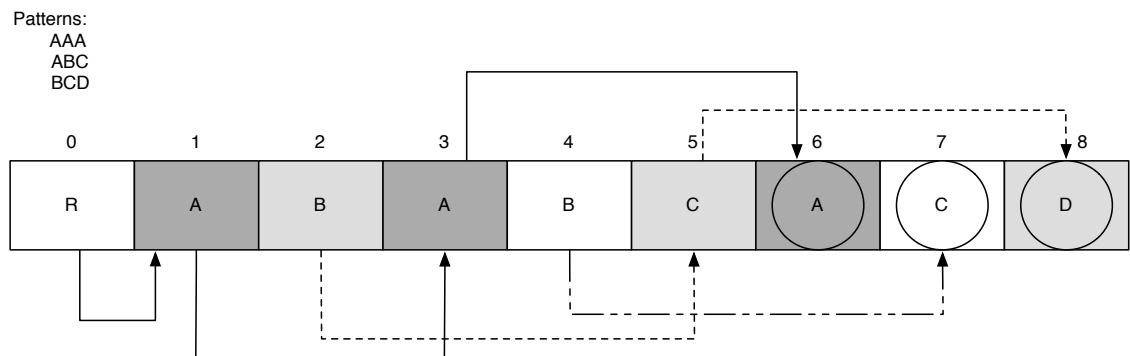 Patterns:
AAA
ABC
BCD
0 1 2 3 4 5 6 7 8
R A B A B C A C D